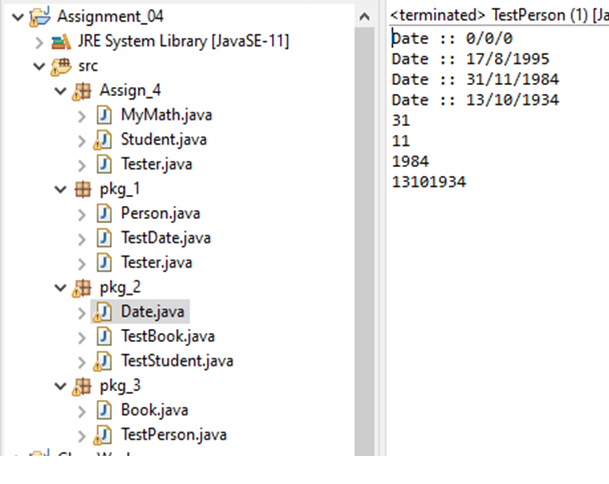 Assignment_04
JRE System Library [JavaSE-11]
src
Assign_4
MyMath.java
Student.java
Tester.java
pkg_1
Person.java
TestDate.java
Tester.java
pkg_2
Date.java
TestBook.java
TestStudent.java
pkg_3
Book.java
TestPerson.java
<terminated> TestPerson (1) [Ja
Date :: 0/0/0
Date :: 17/8/1995
Date :: 31/11/1984
Date :: 13/10/1934
31
11
1984
13101934